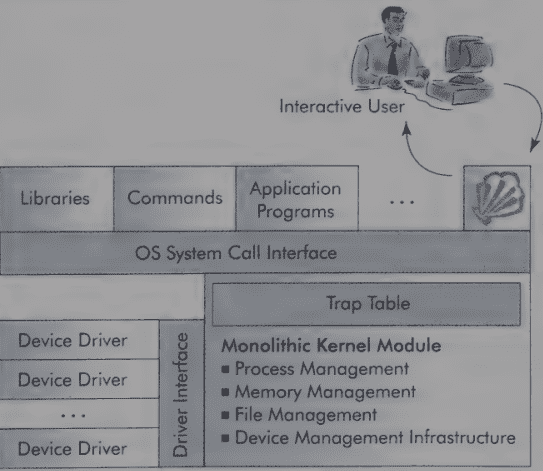 Interactive User
Libraries
Commands
Application
Programs
...
OS System Call Interface
Trap Table
Device Driver
Device Driver
...
Device Driver
Driver Interface
Monolithic Kernel Module
■ Process Management
■ Memory Management
■ File Management
■ Device Management Infrastructure